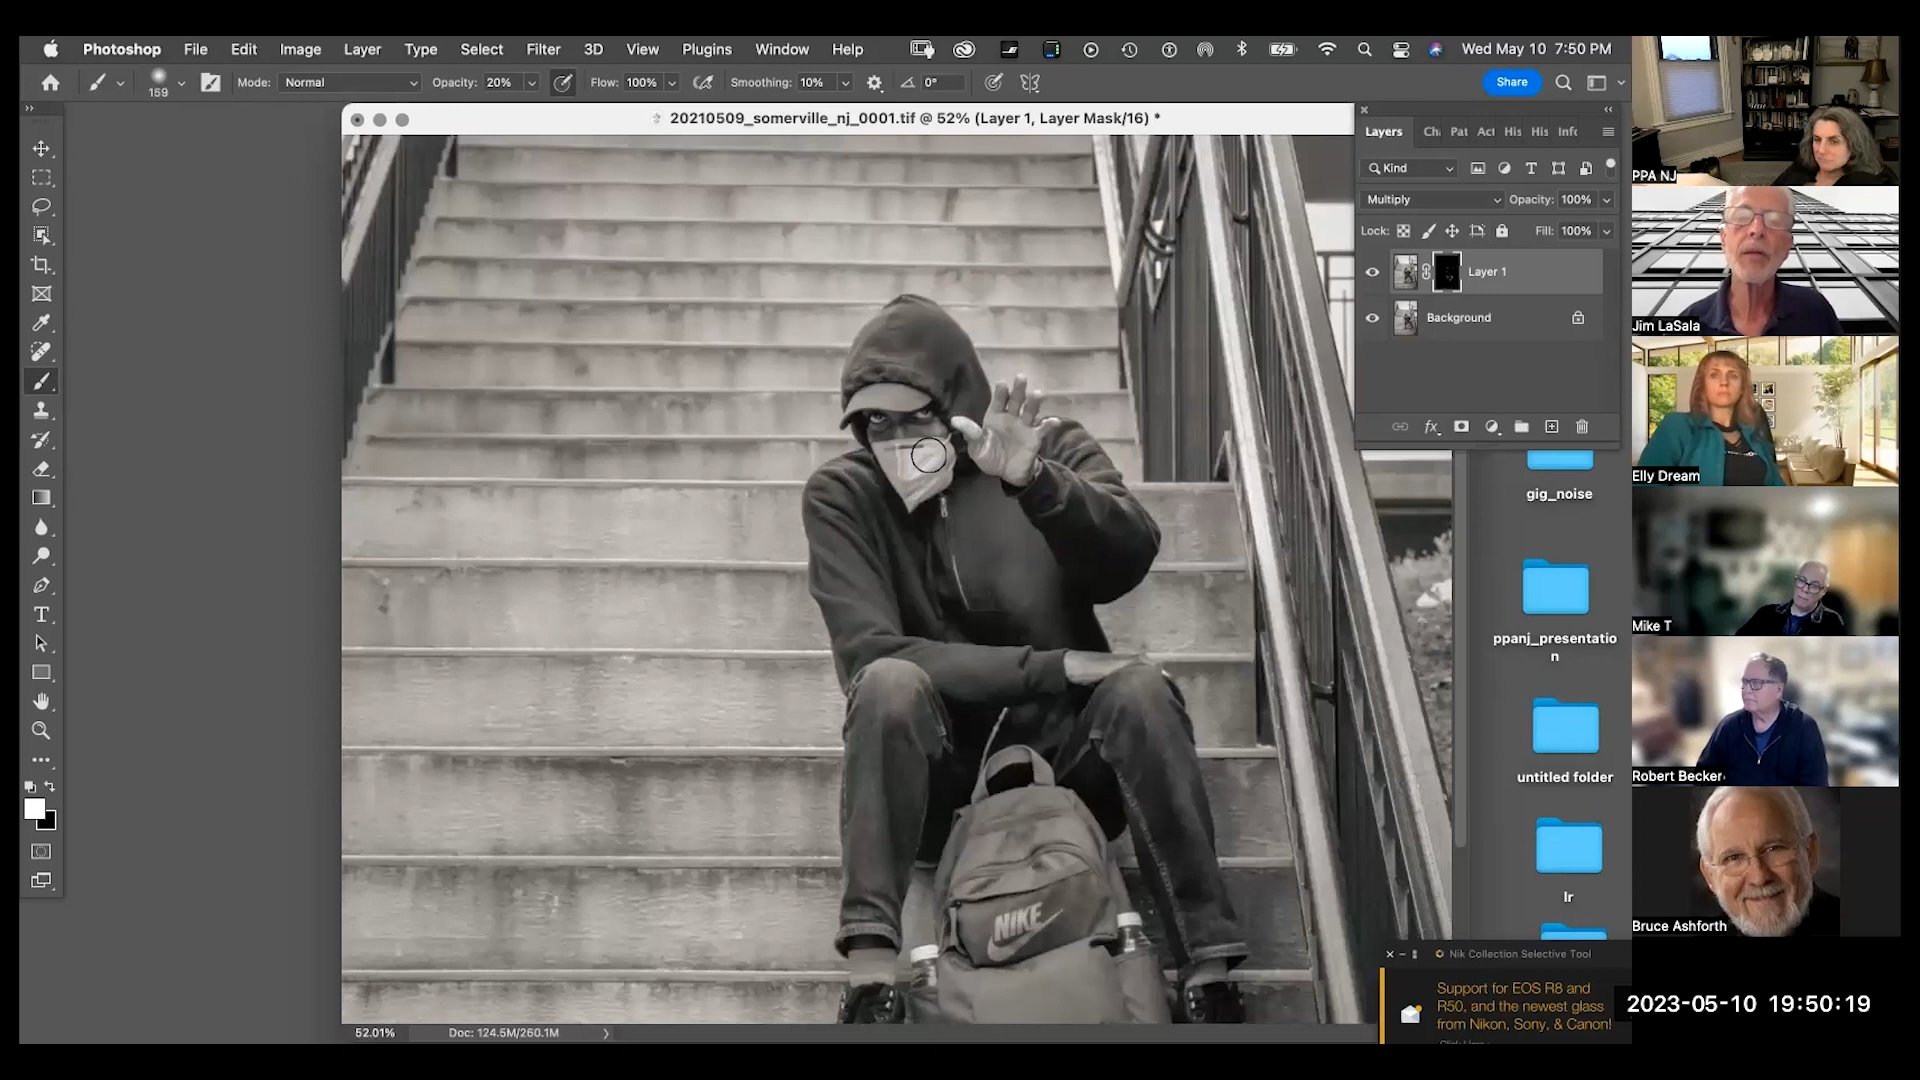 Photoshop File Edit Image Layer Type Select Filter 3D View Plugins Window Help Wed May 10 7:50 PM
159 Mode: Normal Opacity: 20% Flow: 100% Smoothing: 10% 0° Share
20210509_somerville_nj_0001.tif @ 52% (Layer 1, Layer Mask/16) *
Layers Ch Pat Act His His Info
Kind
Multiply Opacity: 100%
Lock: Fill: 100%
Layer 1
Background
gig_noise
ppanj_presentatio
n
untitled folder
lr
NIKE
52.01% Doc: 124.5M/260.1M
Nik Collection Selective Tool
Support for EOS R8 and
R50, and the newest glass
from Nikon, Sony, & Canon!
PPA NJ
Jim LaSala
Elly Dream
Mike T
Robert Becker
Bruce Ashforth
2023-05-10 19:50:19